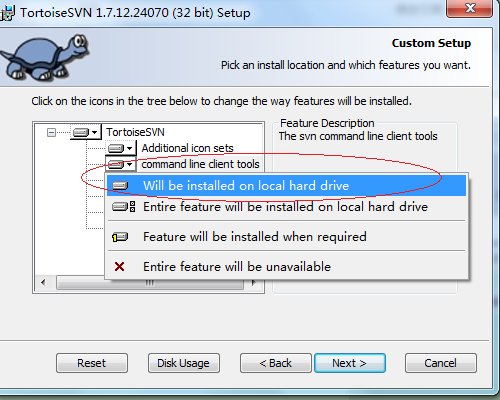 TortoiseSVN 1.7.12.24070 (32 bit) Setup
Custom Setup
Pick an install location and which features you want.
Click on the icons in the tree below to change the way features will be installed.
TortoiseSVN
Additional icon sets
command line client tools
Feature Description
The svn command line client tools
Will be installed on local hard drive
Entire feature will be installed on local hard drive
Feature will be installed when required
Entire feature will be unavailable
Reset
Disk Usage
< Back
Next >
Cancel